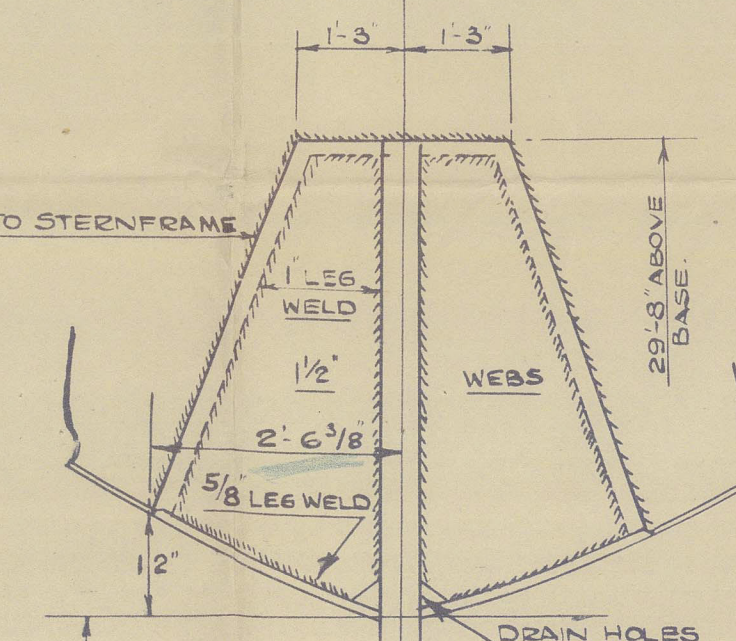 1'-3" 1'-3"
TO STERNFRAME
1" LEG
WELD
1½"
WEBS
29'-8" ABOVE
BASE.
2'-6⅜"
5/8" LEG WELD
12"
DRAIN HOLES